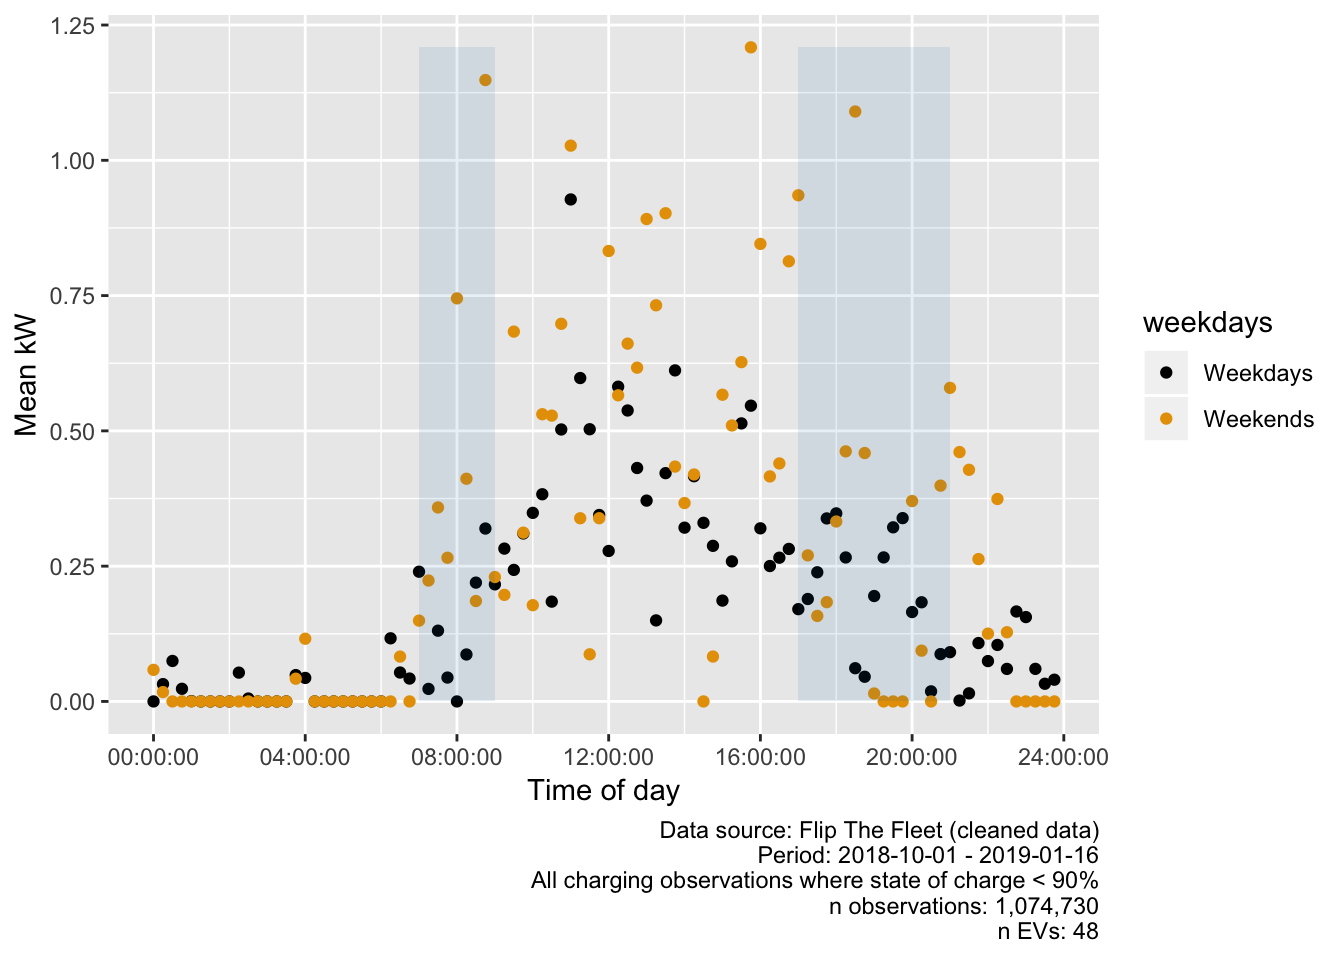 1.25
1.00
0.75
0.50
0.25
0.00
Mean kW
00:00:00 04:00:00 08:00:00 12:00:00 16:00:00 20:00:00 24:00:00
Time of day
weekdays
Weekdays
Weekends
Data source: Flip The Fleet (cleaned data)
Period: 2018-10-01 - 2019-01-16
All charging observations where state of charge < 90%
n observations: 1,074,730
n EVs: 48